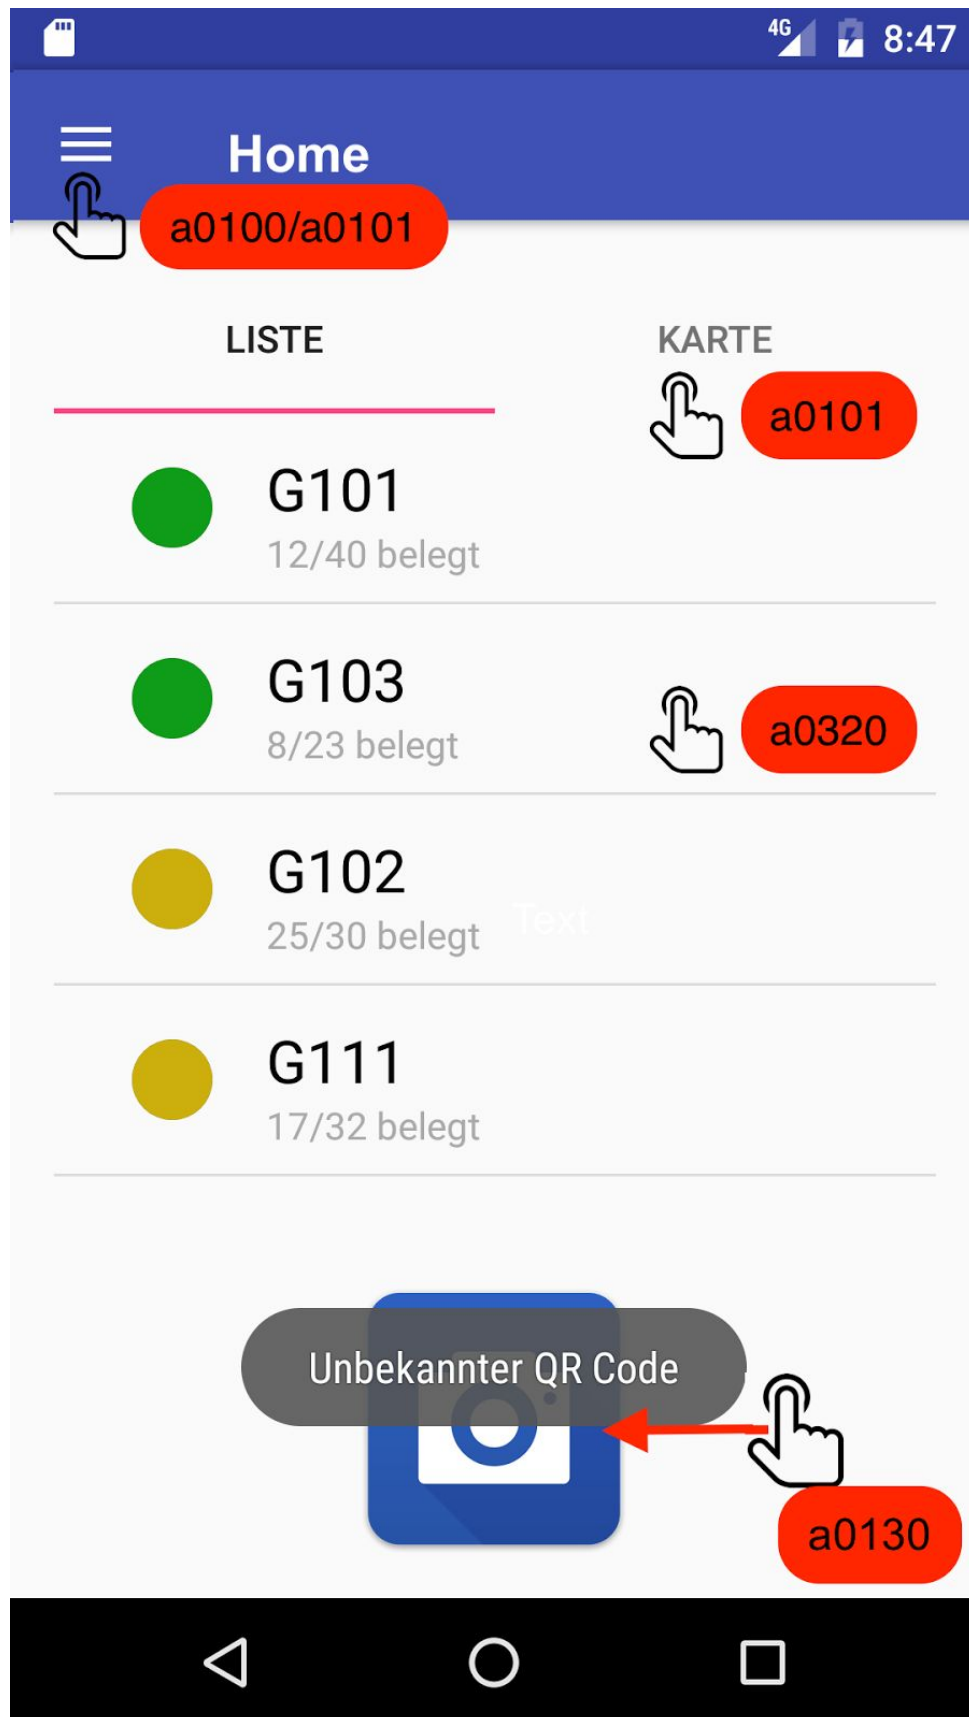 4G 8:47
Home
a0100/a0101
LISTE KARTE
a0101
G101
12/40 belegt
G103
8/23 belegt
a0320
G102
25/30 belegt
Text
G111
17/32 belegt
Unbekannter QR Code
a0130